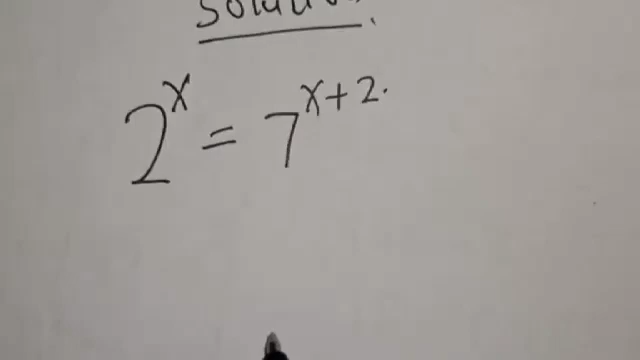 2^x = 7^{x+2}.